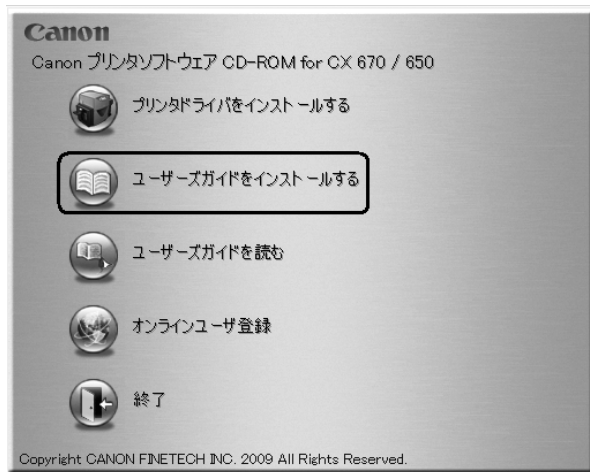 Canon
Canon プリンタソフトウェア CD-ROM for CX 670 / 650
プリンタドライバをインストールする
ユーザーズガイドをインストールする
ユーザーズガイドを読む
オンラインユーザ登録
終了
Copyright CANON FINETECH INC. 2009 All Rights Reserved.